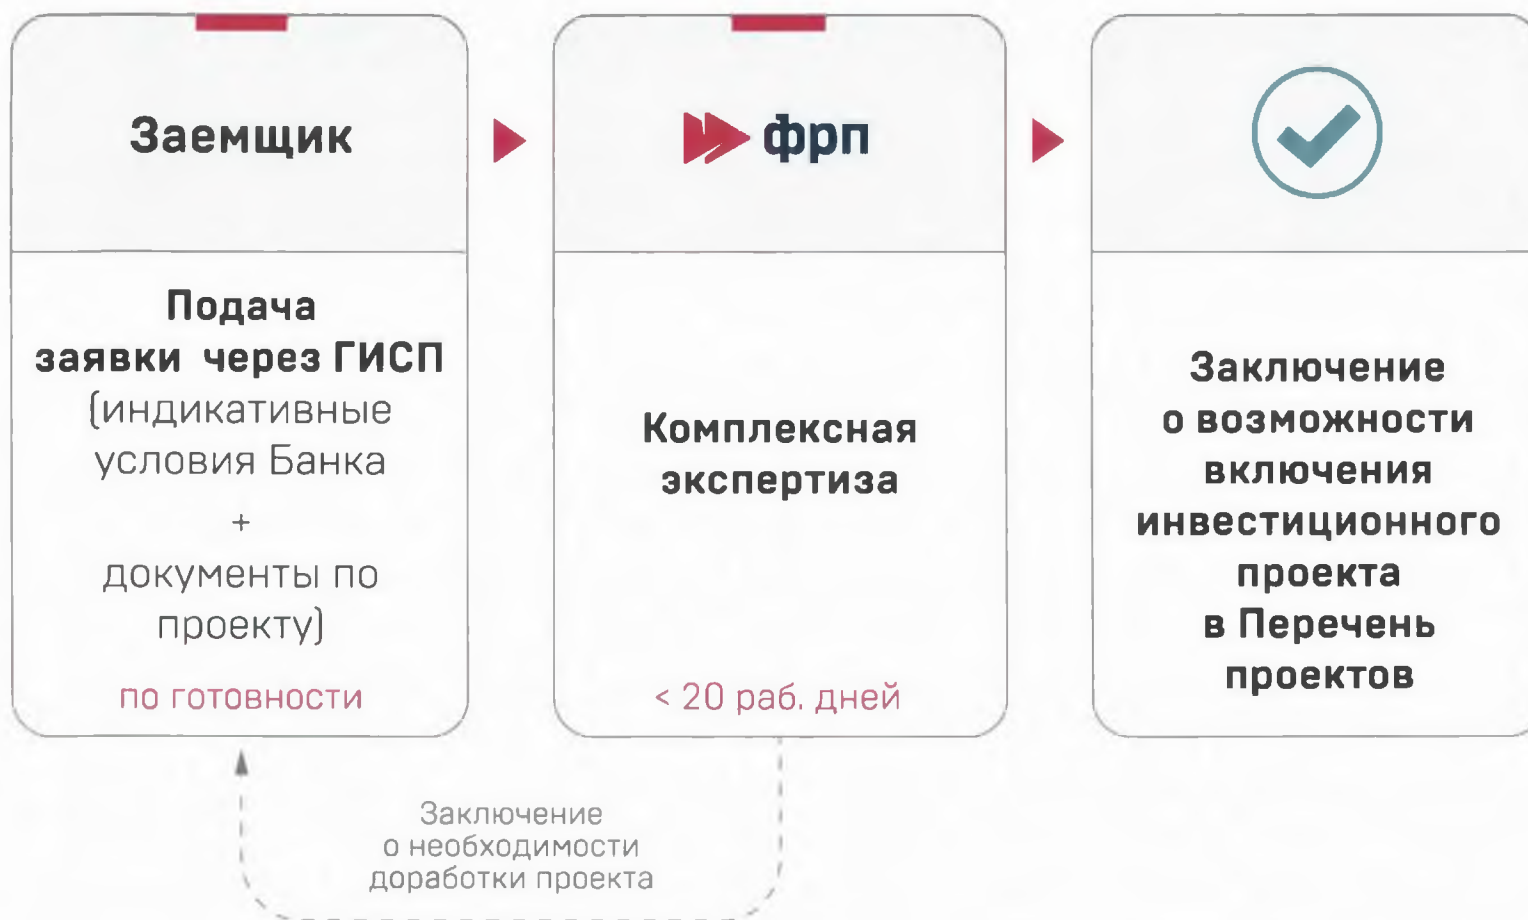 Заемщик
Подача
заявки через ГИСП
(индикативные
условия Банка
+
документы по
проекту)
по готовности
фрп
Комплексная
экспертиза
< 20 раб. дней
Заключение
о возможности
включения
инвестиционного
проекта
в Перечень
проектов
Заключение
о необходимости
доработки проекта